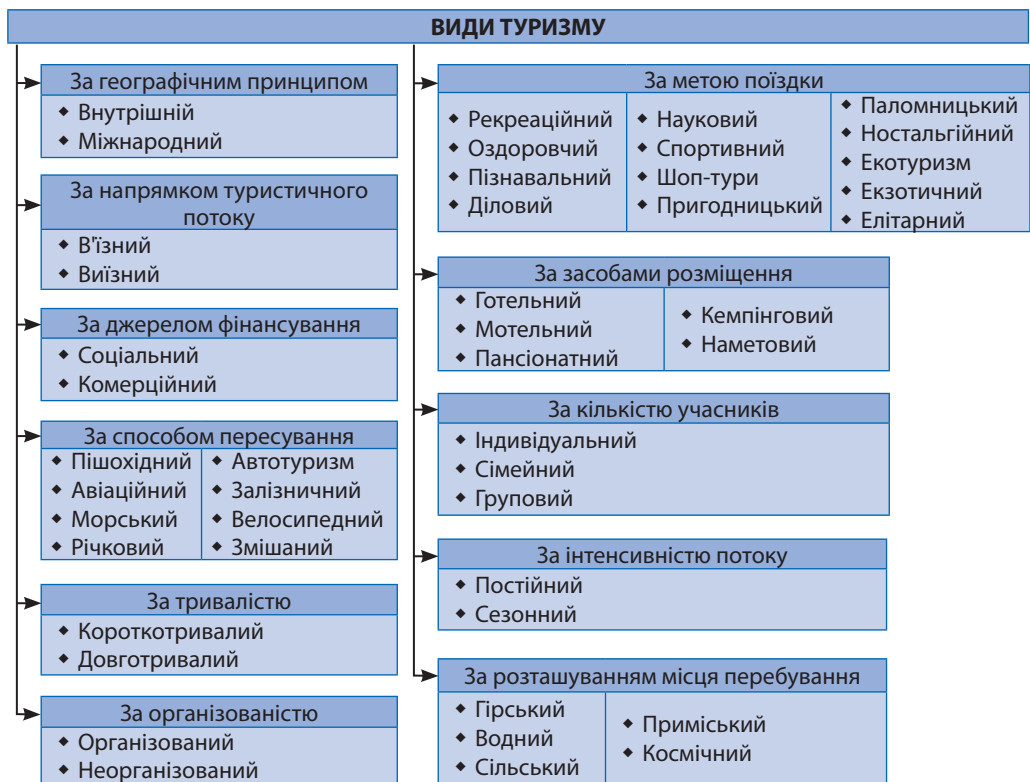 ВИДИ ТУРИЗМУ
За географічним принципом
◆ Внутрішній
◆ Міжнародний
За напрямком туристичного
потоку
◆ В'їзний
◆ Виїзний
За джерелом фінансування
◆ Соціальний
◆ Комерційний
За способом пересування
◆ Пішохідний
◆ Авіаційний
◆ Морський
◆ Річковий
◆ Автотуризм
◆ Залізничний
◆ Велосипедний
◆ Змішаний
За тривалістю
◆ Короткотривалий
◆ Довготривалий
За організованістю
◆ Організований
◆ Неорганізований
За метою поїздки
◆ Рекреаційний
◆ Оздоровчий
◆ Пізнавальний
◆ Діловий
◆ Науковий
◆ Спортивний
◆ Шоп-тури
◆ Пригодницький
◆ Паломницький
◆ Ностальгійний
◆ Екотуризм
◆ Екзотичний
◆ Елітарний
За засобами розміщення
◆ Готельний
◆ Мотельний
◆ Пансіонатний
◆ Кемпінговий
◆ Наметовий
За кількістю учасників
◆ Індивідуальний
◆ Сімейний
◆ Груповий
За інтенсивністю потоку
◆ Постійний
◆ Сезонний
За розташуванням місця перебування
◆ Гірський
◆ Водний
◆ Сільський
◆ Приміський
◆ Космічний